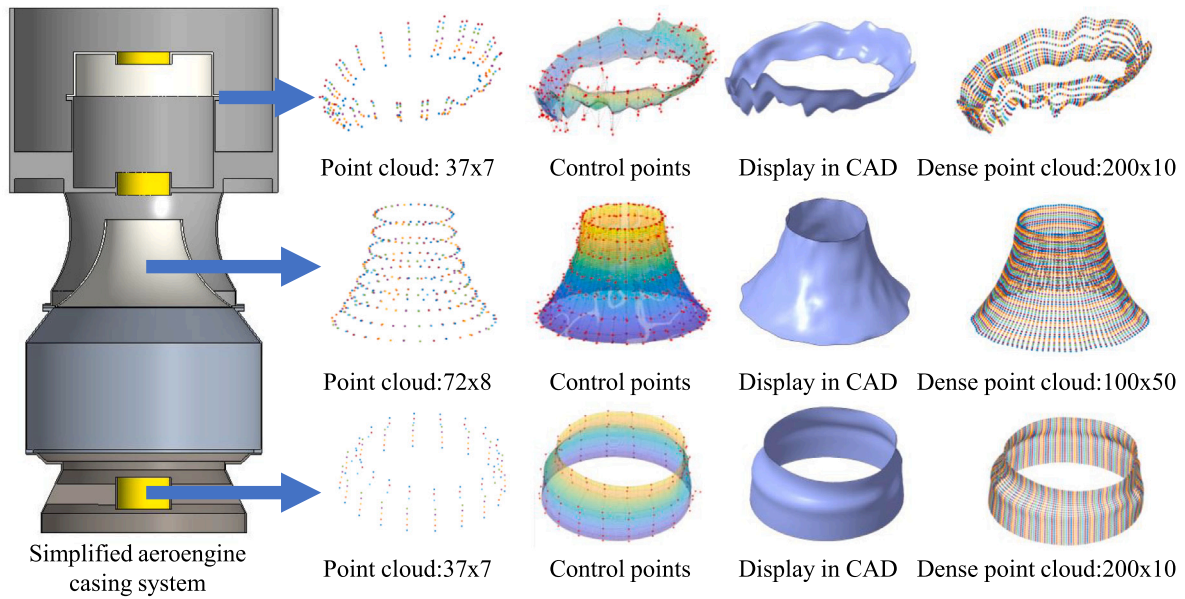 Point cloud: 37x7
Control points
Display in CAD
Dense point cloud:200x10
Point cloud:72x8
Control points
Display in CAD
Dense point cloud:100x50
Point cloud:37x7
Control points
Display in CAD
Dense point cloud:200x10
Simplified aeroengine
casing system